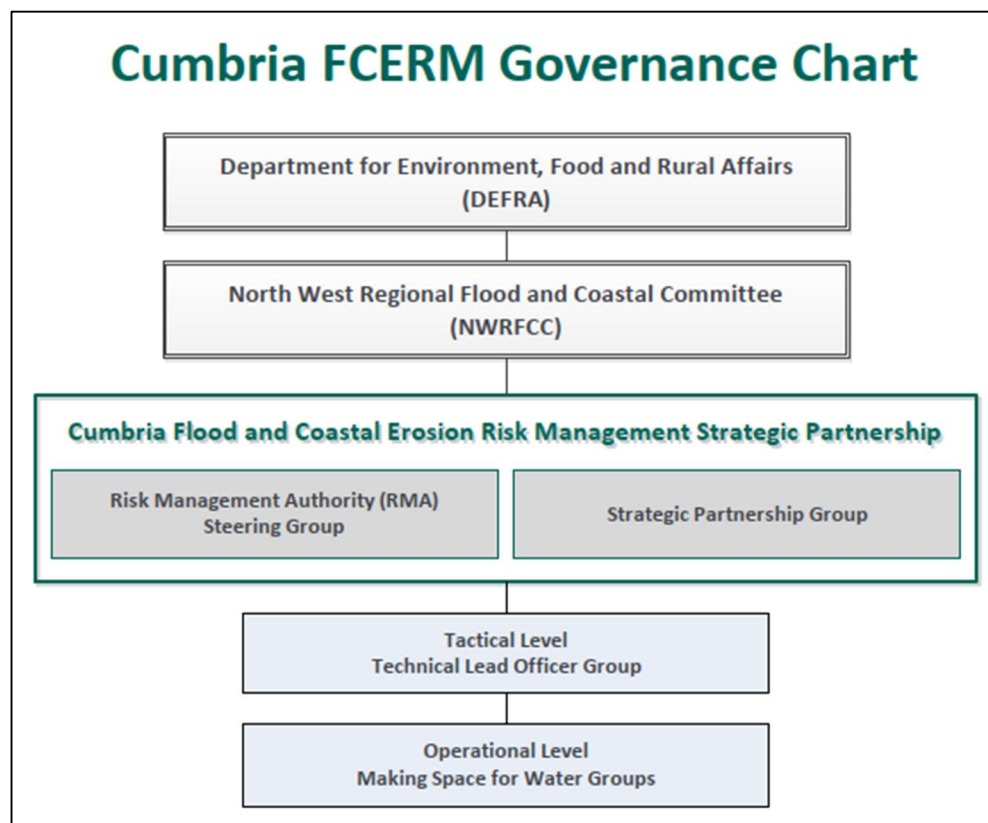 Cumbria FCERM Governance Chart
Department for Environment, Food and Rural Affairs
(DEFRA)
North West Regional Flood and Coastal Committee
(NWRFCC)
Cumbria Flood and Coastal Erosion Risk Management Strategic Partnership
Risk Management Authority (RMA)
Steering Group
Strategic Partnership Group
Tactical Level
Technical Lead Officer Group
Operational Level
Making Space for Water Groups